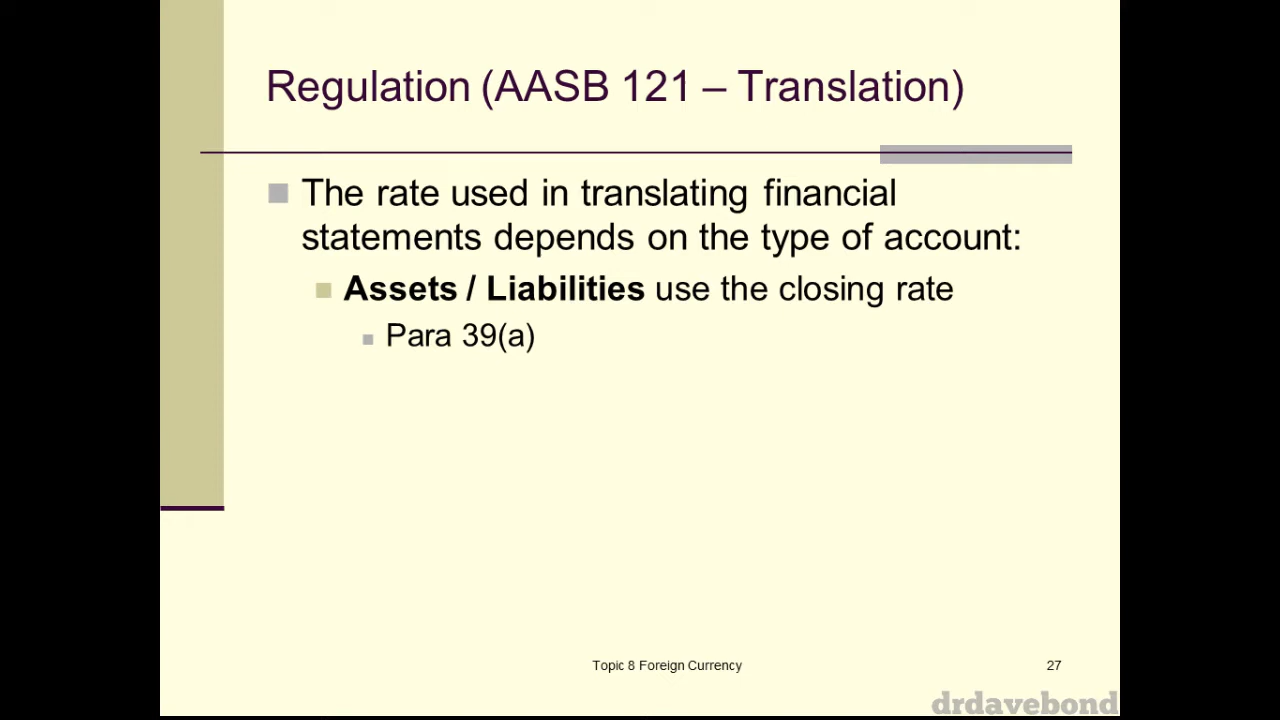 Regulation (AASB 121 – Translation)
The rate used in translating financial
statements depends on the type of account:
Assets / Liabilities use the closing rate
Para 39(a)
Topic 8 Foreign Currency
27
drdavebond